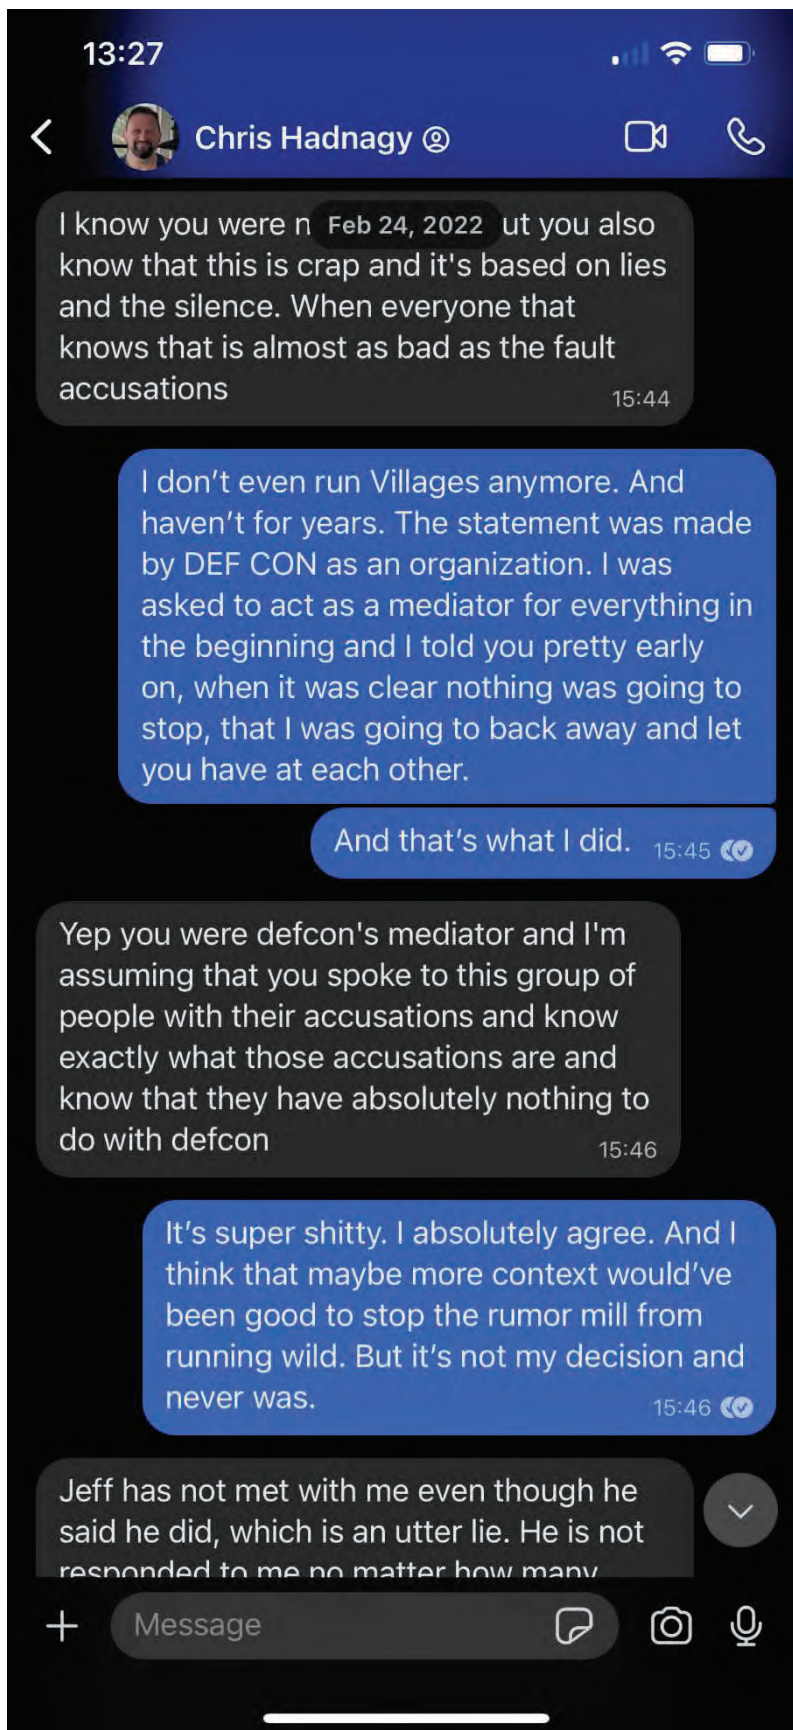 13:27
Chris Hadnagy
I know you were n Feb 24, 2022 ut you also
know that this is crap and it's based on lies
and the silence. When everyone that
knows that is almost as bad as the fault
accusations
15:44
I don't even run Villages anymore. And
haven't for years. The statement was made
by DEF CON as an organization. I was
asked to act as a mediator for everything in
the beginning and I told you pretty early
on, when it was clear nothing was going to
stop, that I was going to back away and let
you have at each other.
And that's what I did. 15:45
Yep you were defcon's mediator and I'm
assuming that you spoke to this group of
people with their accusations and know
exactly what those accusations are and
know that they have absolutely nothing to
do with defcon
15:46
It's super shitty. I absolutely agree. And I
think that maybe more context would've
been good to stop the rumor mill from
running wild. But it's not my decision and
never was.
15:46
Jeff has not met with me even though he
said he did, which is an utter lie. He is not
responded to me no matter how many
Message